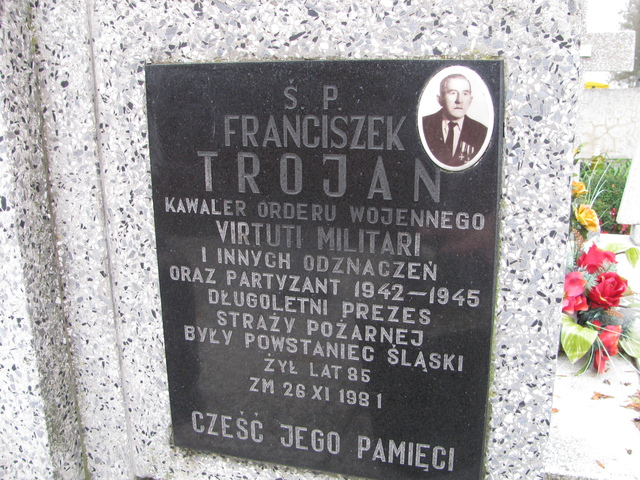 Ś. P.
FRANCISZEK
TROJAN
KAWALER ORDERU WOJENNEGO
VIRTUTI MILITARI
I INNYCH ODZNACZEŃ
ORAZ PARTYZANT 1942-1945
DŁUGOLETNI PREZES
STRAŻY POŻARNEJ
BYŁY POWSTANIEC ŚLĄSKI
ŻYŁ LAT 85
ZM 26 XI 1981
CZEŚĆ JEGO PAMIĘCI